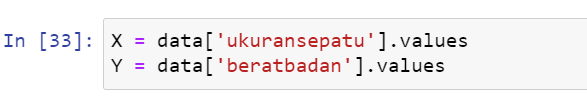 In [33]: X = data['ukuransepatu'].values
Y = data['beratbadan'].values